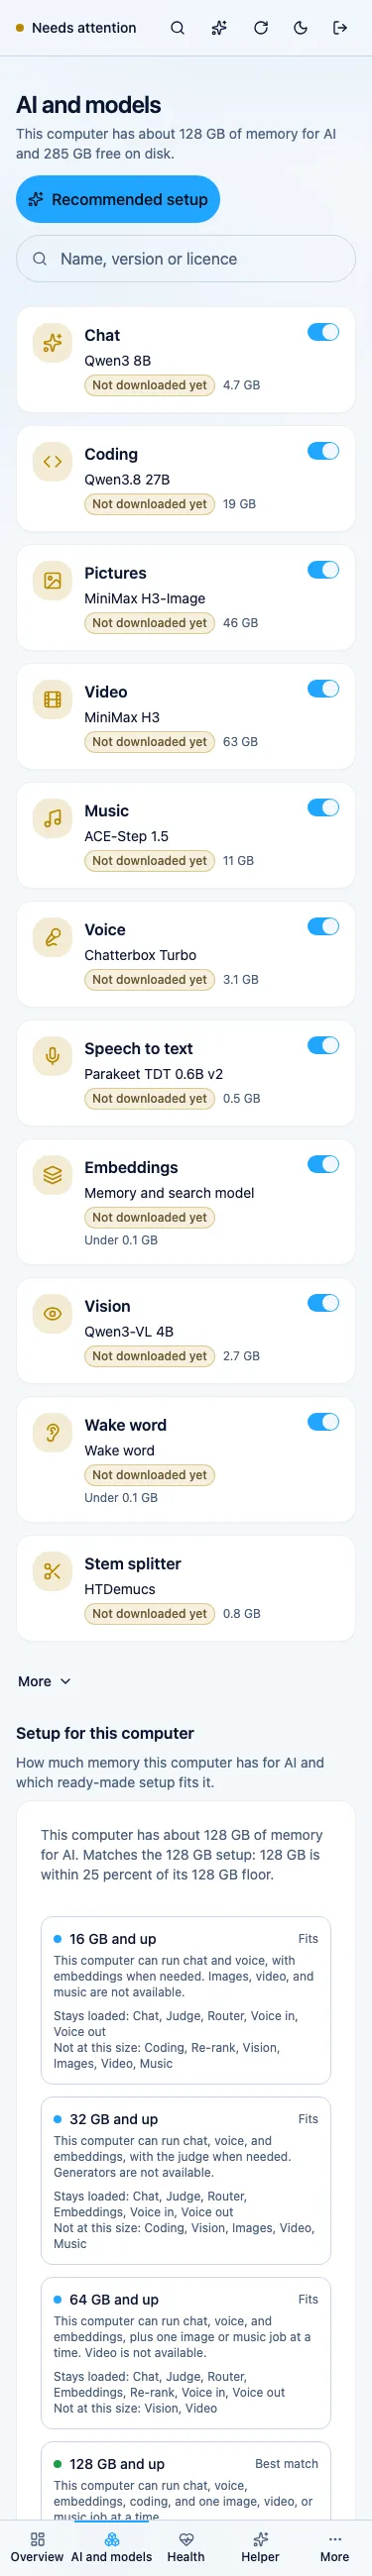 Needs attention
AI and models
This computer has about 128 GB of memory for AI
and 285 GB free on disk.
Recommended setup
Name, version or licence
Chat
Qwen3 8B
Not downloaded yet 4.7 GB
Coding
Qwen3.8 27B
Not downloaded yet 19 GB
Pictures
MiniMax H3-Image
Not downloaded yet 46 GB
Video
MiniMax H3
Not downloaded yet 63 GB
Music
ACE-Step 1.5
Not downloaded yet 11 GB
Voice
Chatterbox Turbo
Not downloaded yet 3.1 GB
Speech to text
Parakeet TDT 0.6B v2
Not downloaded yet 0.5 GB
Embeddings
Memory and search model
Not downloaded yet
Under 0.1 GB
Vision
Qwen3-VL 4B
Not downloaded yet 2.7 GB
Wake word
Wake word
Not downloaded yet
Under 0.1 GB
Stem splitter
HTDemucs
Not downloaded yet 0.8 GB
More
Setup for this computer
How much memory this computer has for AI and
which ready-made setup fits it.
This computer has about 128 GB of memory
for AI. Matches the 128 GB setup: 128 GB is
within 25 percent of its 128 GB floor.
16 GB and up Fits
This computer can run chat and voice, with
embeddings when needed. Images, video, and
music are not available.
Stays loaded: Chat, Judge, Router, Voice in,
Voice out
Not at this size: Coding, Re-rank, Vision,
Images, Video, Music
32 GB and up Fits
This computer can run chat, voice, and
embeddings, with the judge when needed.
Generators are not available.
Stays loaded: Chat, Judge, Router,
Embeddings, Voice in, Voice out
Not at this size: Coding, Vision, Images, Video,
Music
64 GB and up Fits
This computer can run chat, voice, and
embeddings, plus one image or music job at a
time. Video is not available.
Stays loaded: Chat, Judge, Router,
Embeddings, Re-rank, Voice in, Voice out
Not at this size: Vision, Video
128 GB and up Best match
This computer can run chat, voice,
embeddings, coding, and one image, video, or
music job at a time.
Overview AI and models Health Helper More